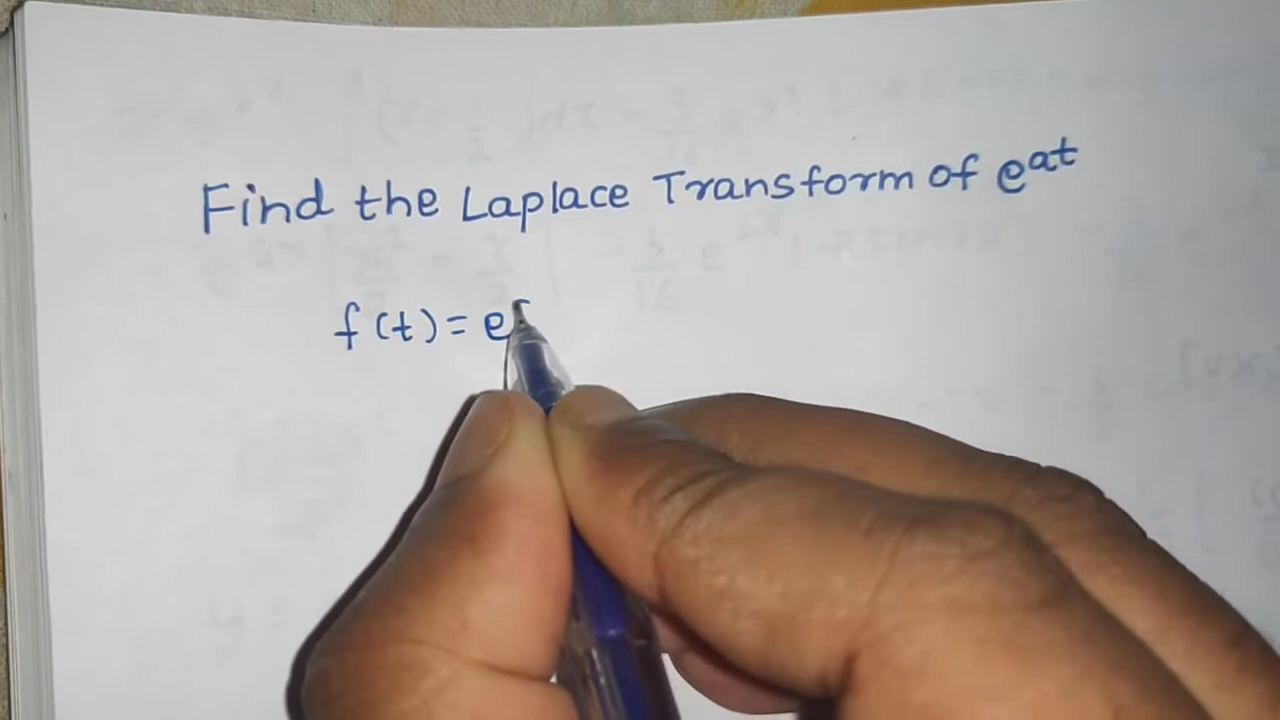 Find the Laplace Transform of e^at
f(t) = e